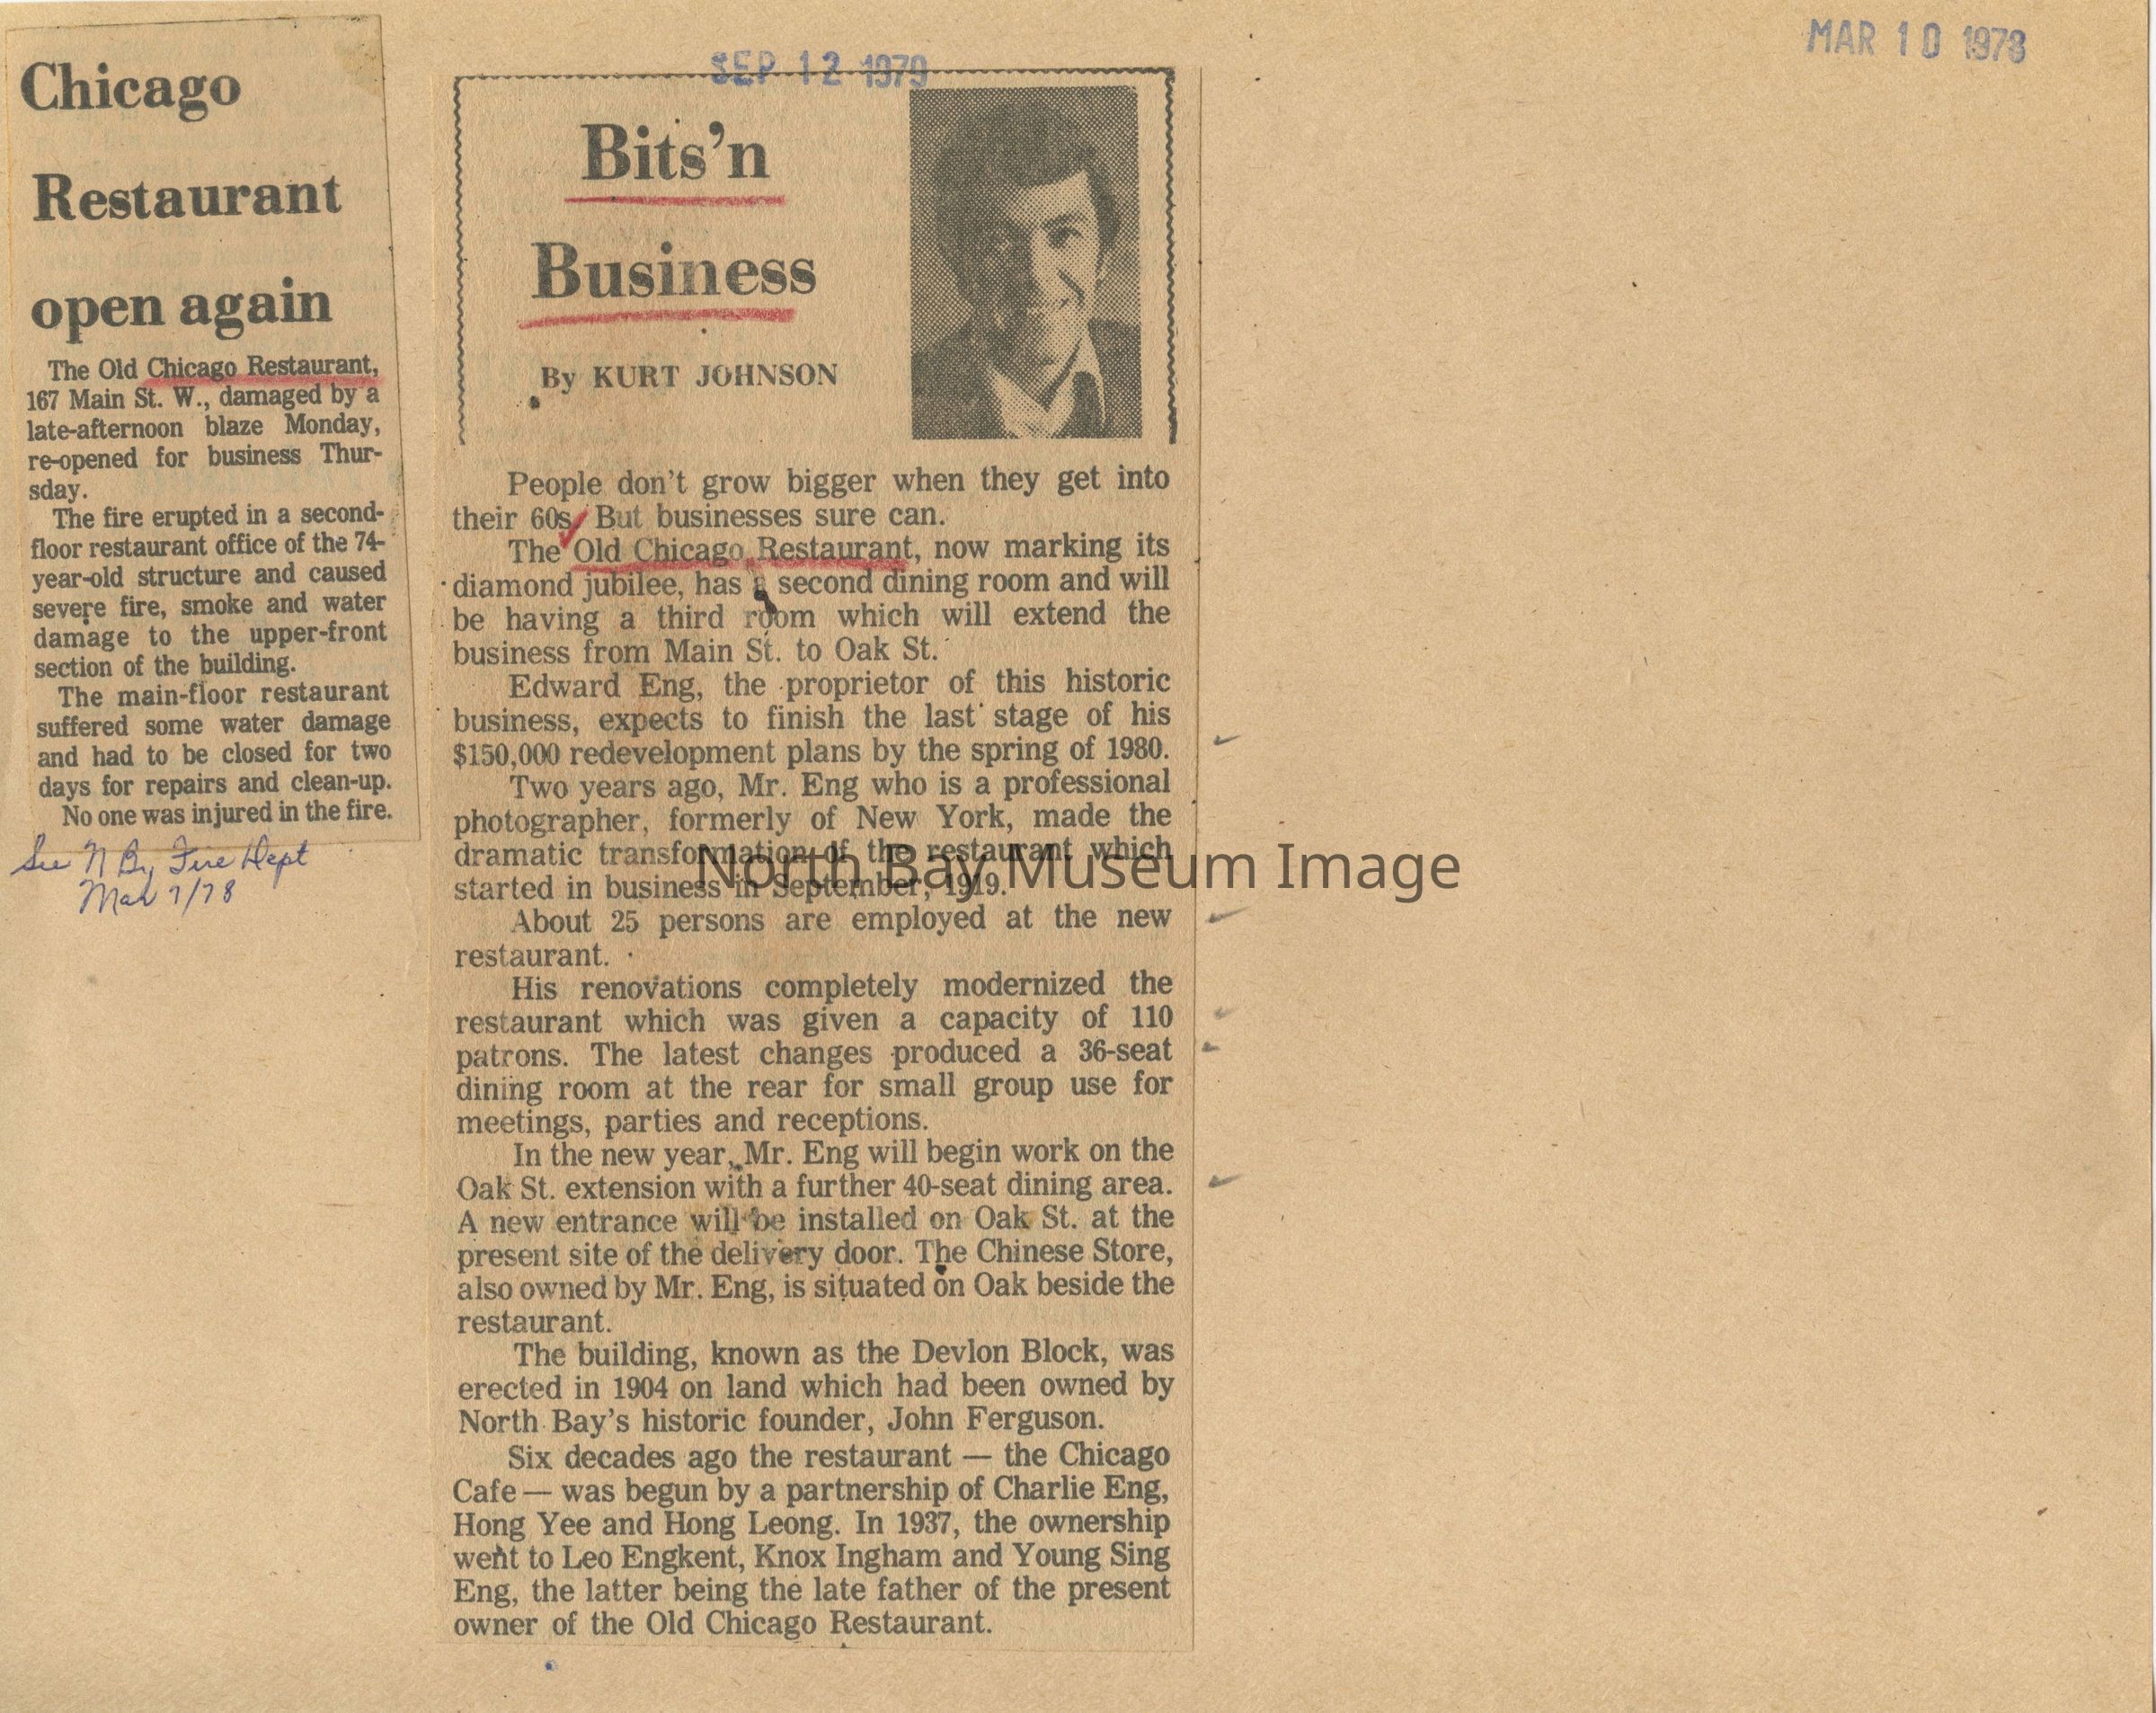 MAR 10 1978
Chicago
Restaurant
open again
The Old Chicago Restaurant,
167 Main St. W., damaged by a
late-afternoon blaze Monday,
re-opened for business Thur-
sday.
The fire erupted in a second-
floor restaurant office of the 74-
year-old structure and caused
severe fire, smoke and water
damage to the upper-front
section of the building.
The main-floor restaurant
suffered some water damage
and had to be closed for two
days for repairs and clean-up.
No one was injured in the fire.
See N By Fire Dept
Mar 7/78
SEP 12 1979
Bits'n
Business
By KURT JOHNSON
People don't grow bigger when they get into
their 60s. But businesses sure can.
The Old Chicago Restaurant, now marking its
diamond jubilee, has a second dining room and will
be having a third room which will extend the
business from Main St. to Oak St.
Edward Eng, the proprietor of this historic
business, expects to finish the last stage of his
$150,000 redevelopment plans by the spring of 1980.
Two years ago, Mr. Eng who is a professional
photographer, formerly of New York, made the
dramatic transformation of the restaurant which
started in business in September, 1919.
About 25 persons are employed at the new
restaurant.
His renovations completely modernized the
restaurant which was given a capacity of 110
patrons. The latest changes produced a 36-seat
dining room at the rear for small group use for
meetings, parties and receptions.
In the new year, Mr. Eng will begin work on the
Oak St. extension with a further 40-seat dining area.
A new entrance will be installed on Oak St. at the
present site of the delivery door. The Chinese Store,
also owned by Mr. Eng, is situated on Oak beside the
restaurant.
The building, known as the Devlon Block, was
erected in 1904 on land which had been owned by
North Bay's historic founder, John Ferguson.
Six decades ago the restaurant — the Chicago
Cafe — was begun by a partnership of Charlie Eng,
Hong Yee and Hong Leong. In 1937, the ownership
went to Leo Engkent, Knox Ingham and Young Sing
Eng, the latter being the late father of the present
owner of the Old Chicago Restaurant.
North Bay Museum Image